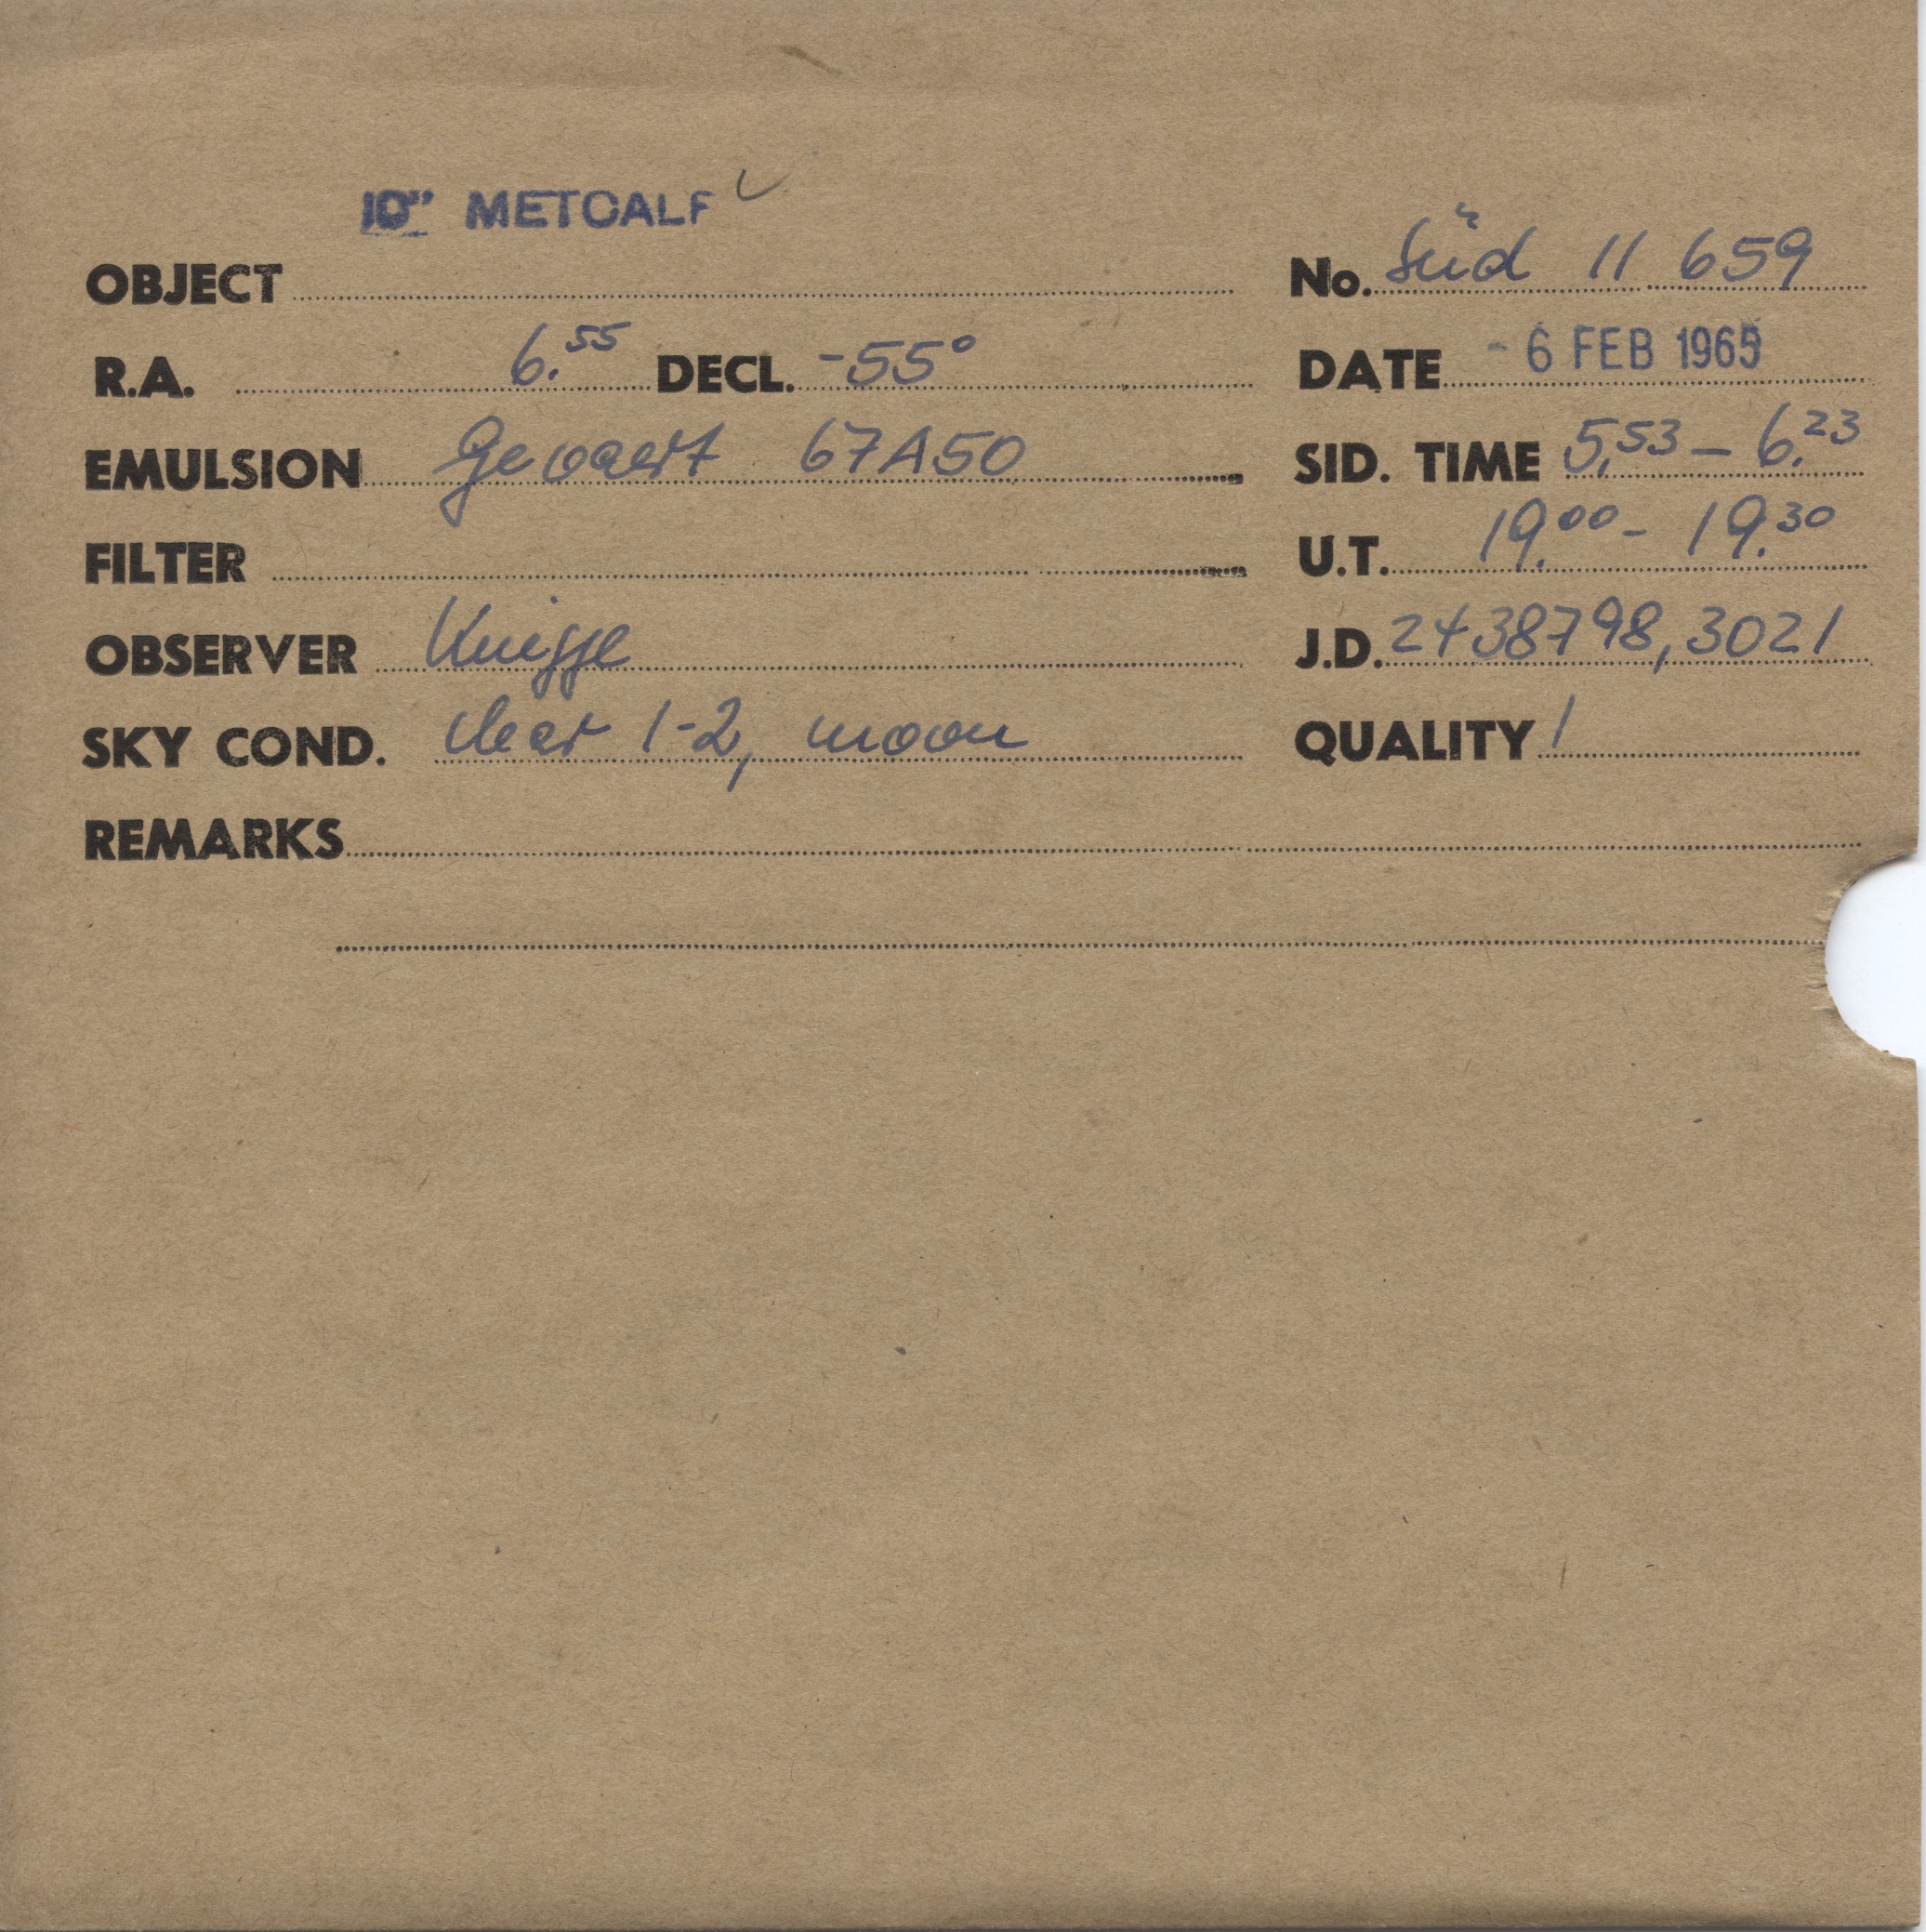 10" METCALF
OBJECT No. Süd 11 659
R.A. 6.55 DECL. -55° DATE - 6 FEB 1965
EMULSION Gevaert 67A50 SID. TIME 5,53 – 6,23
FILTER U.T. 19.00 - 19.30
OBSERVER Knigge J.D. 2438798,3021
SKY COND. clear 1-2, moon QUALITY 1
REMARKS